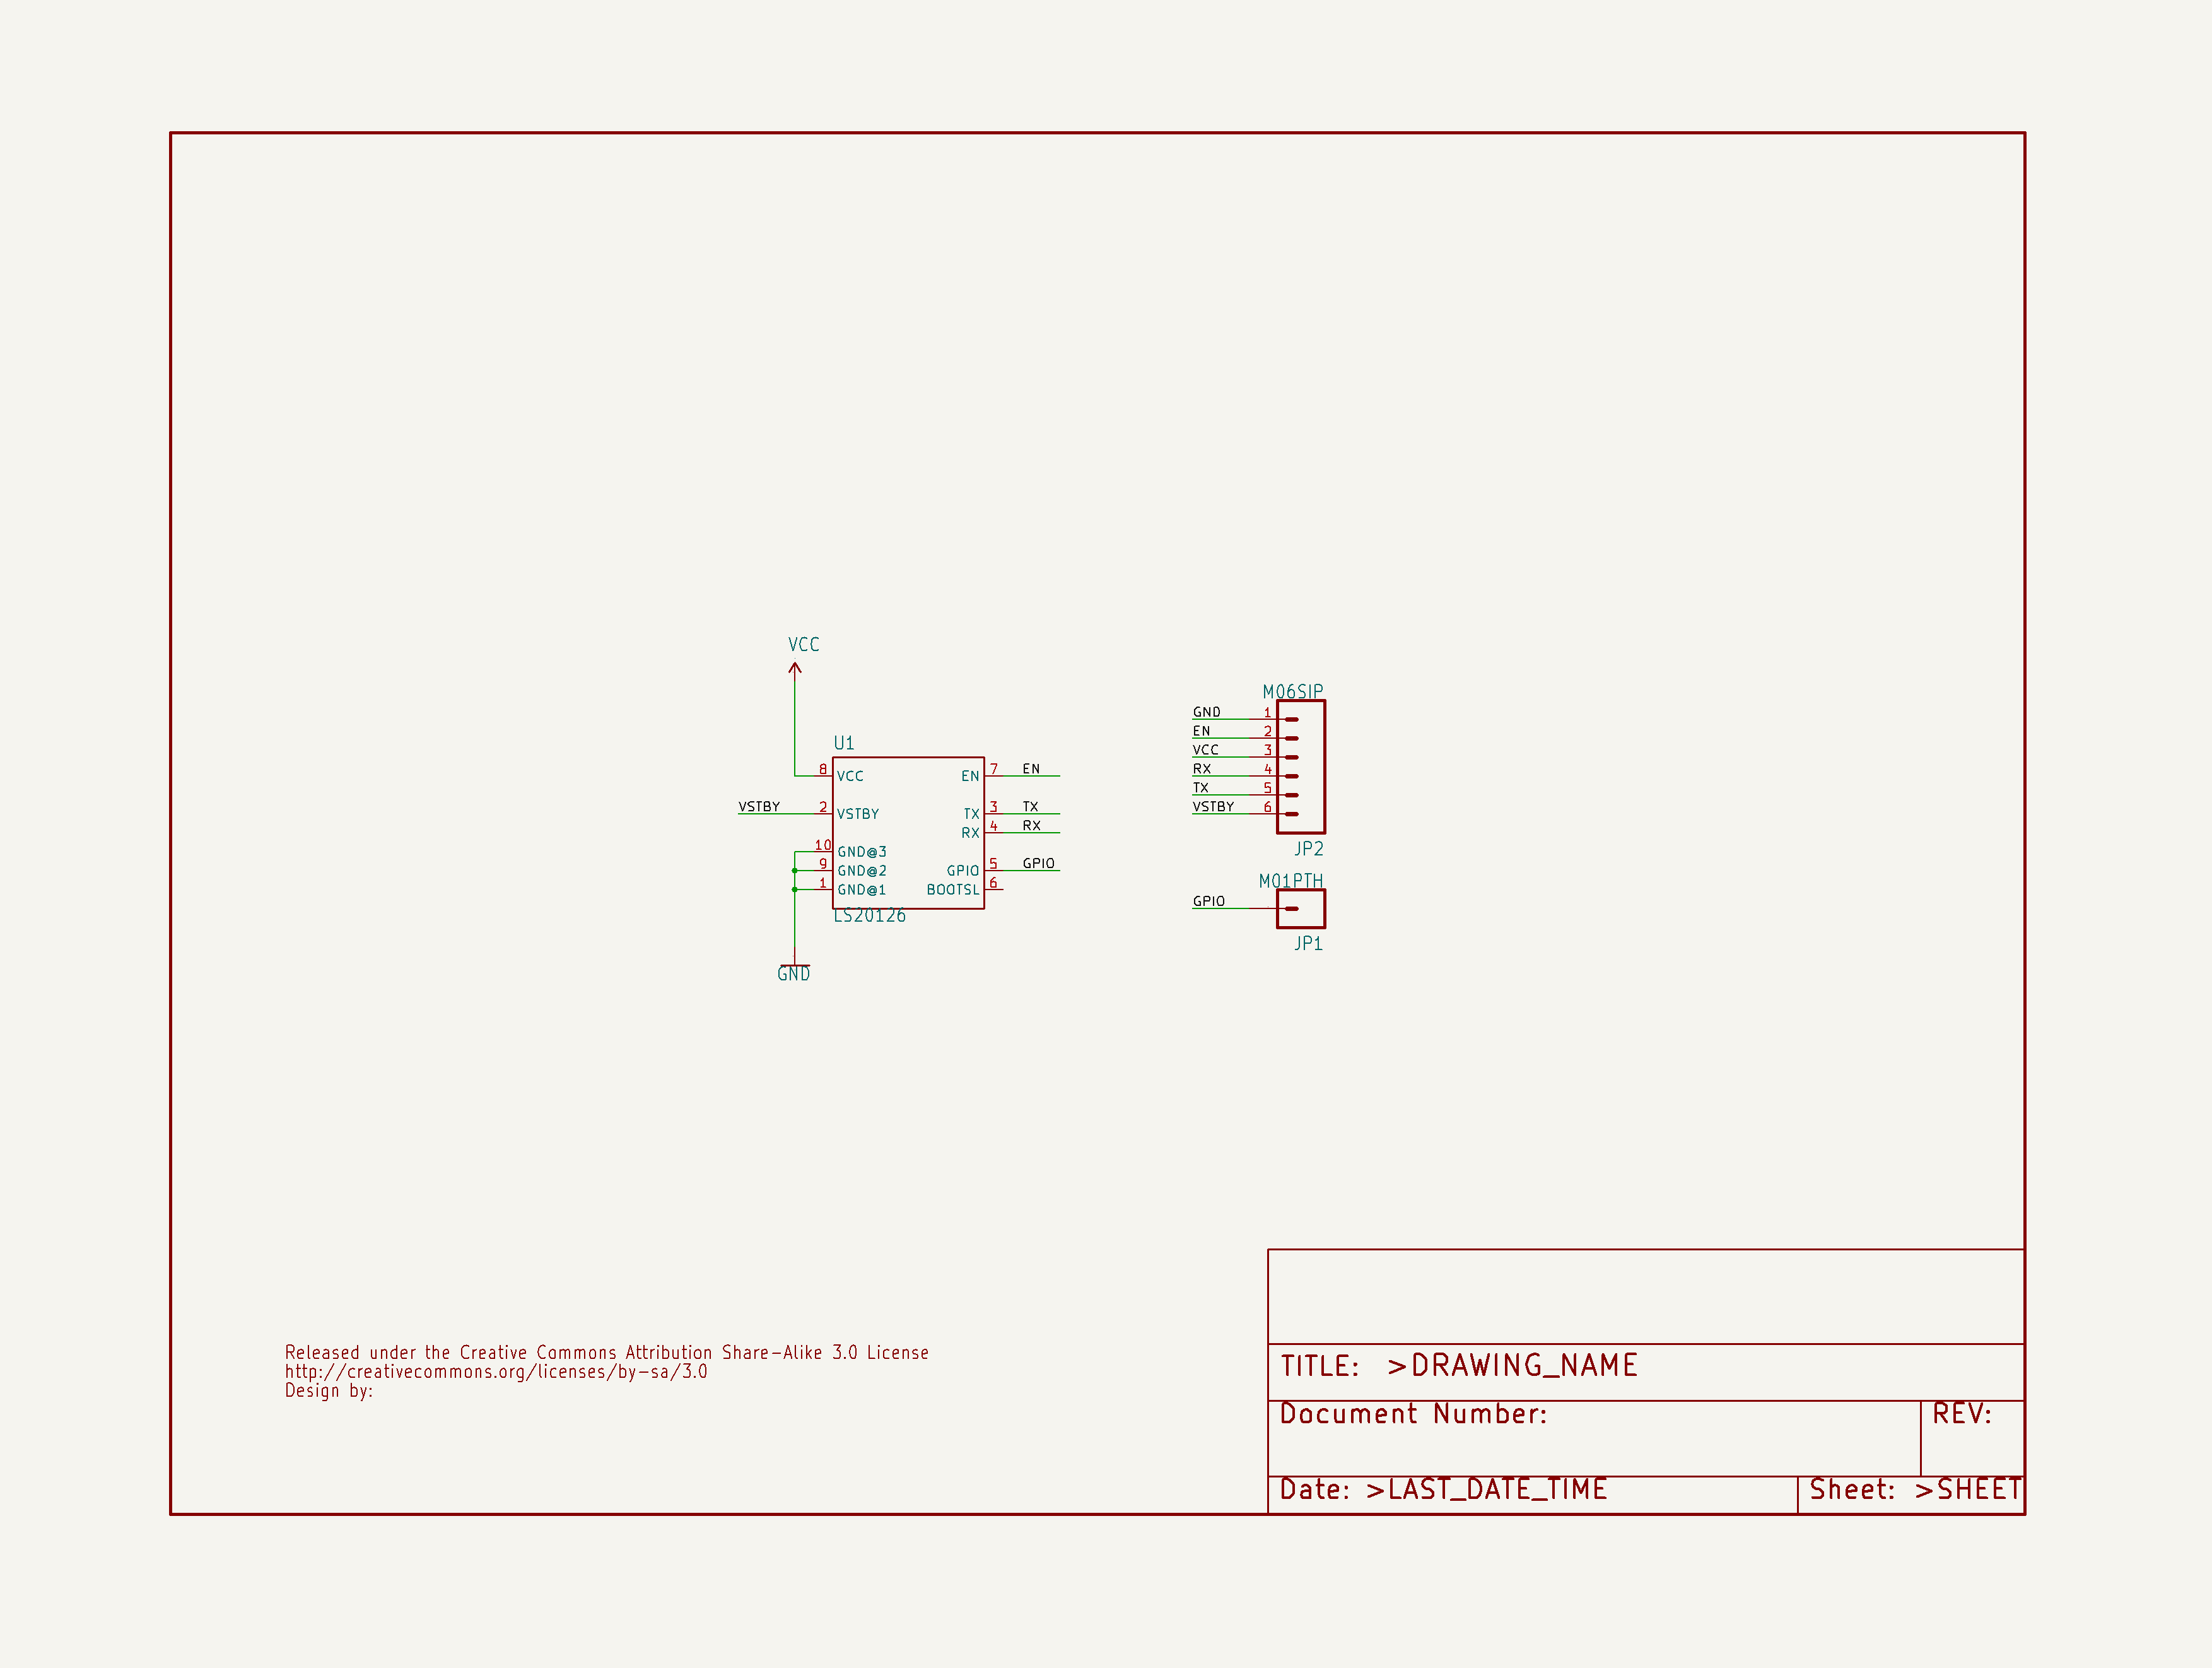 VCC
U1
8
VCC
EN
7
EN
VSTBY
2
VSTBY
TX
3
TX
RX
4
RX
10
GND@3
9
GND@2
GPIO
5
GPIO
1
GND@1
BOOTSL
6
LS20126
GND
M06SIP
GND
1
EN
2
VCC
3
RX
4
TX
5
VSTBY
6
JP2
M01PTH
GPIO
JP1
Released under the Creative Commons Attribution Share-Alike 3.0 License
http://creativecommons.org/licenses/by-sa/3.0
Design by:
TITLE: >DRAWING_NAME
Document Number:
REV:
Date: >LAST_DATE_TIME
Sheet: >SHEET